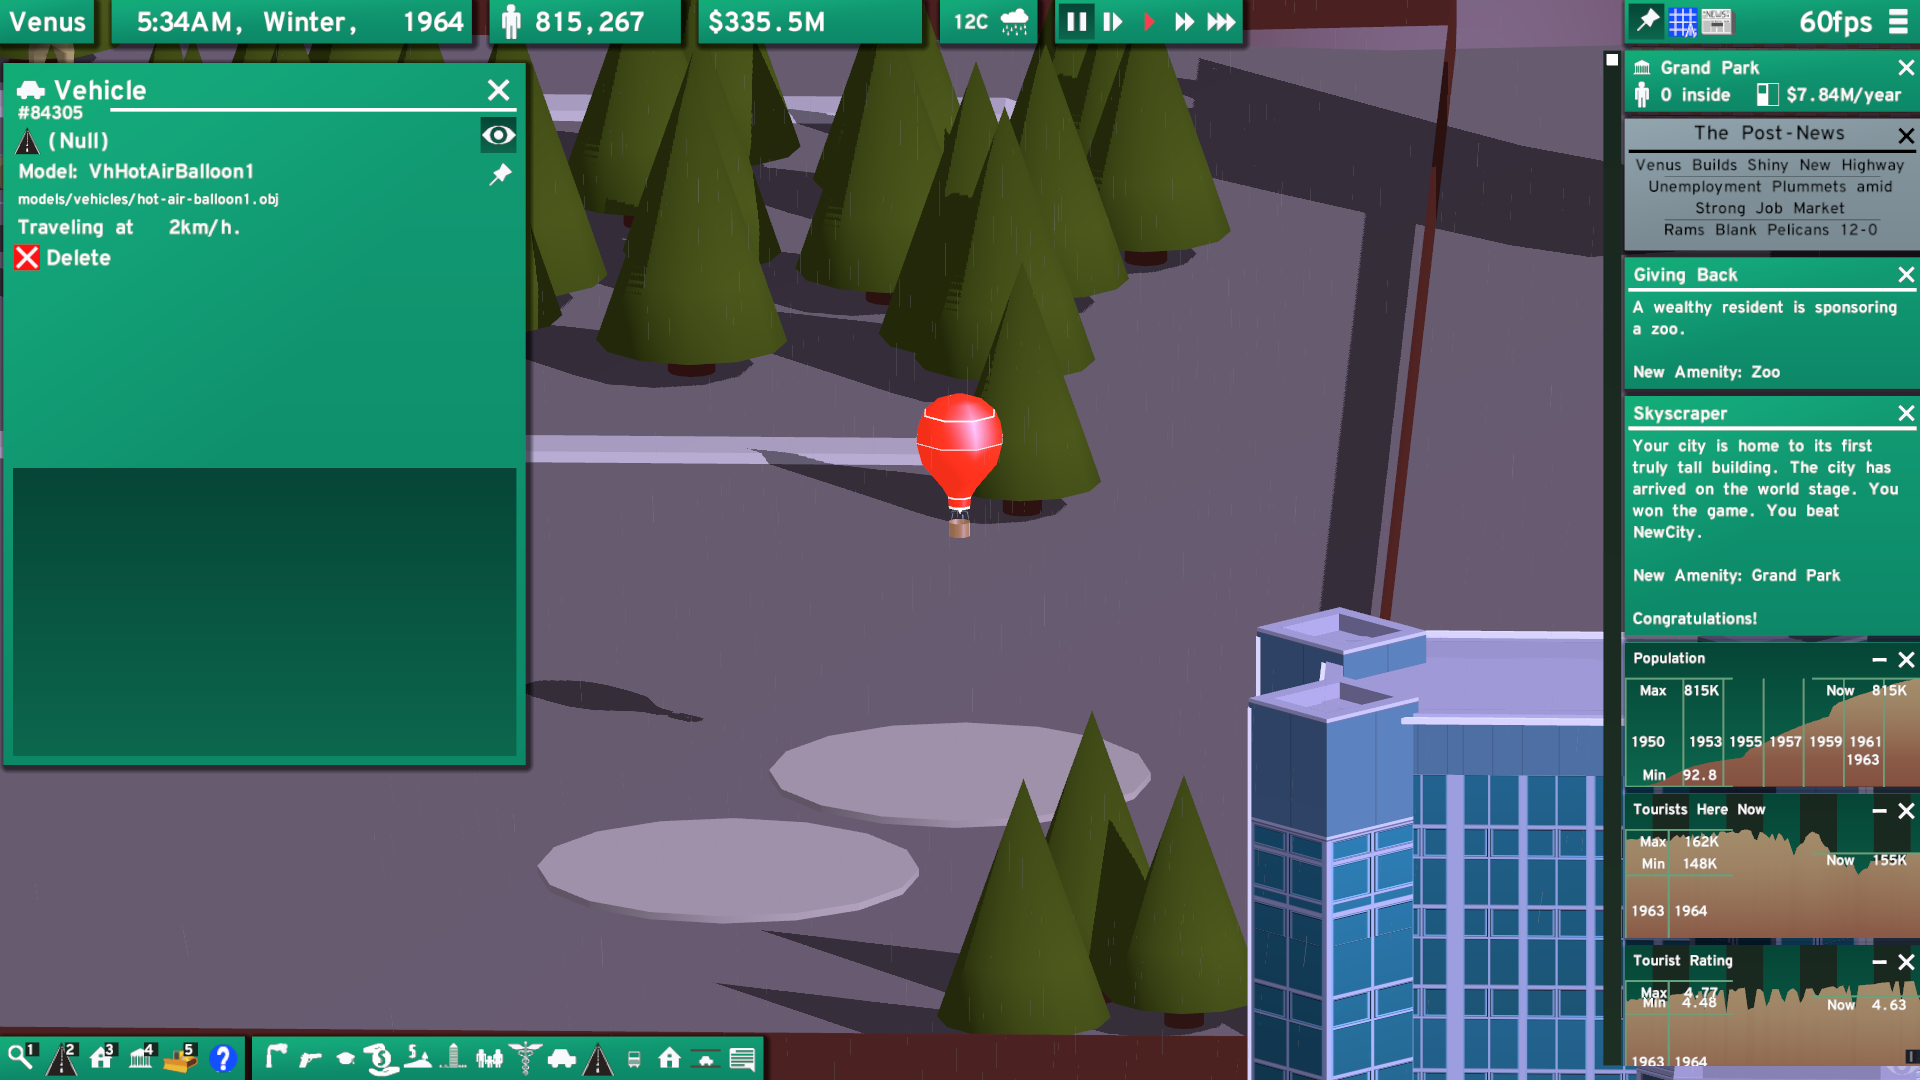 Venus
5:34AM, Winter, 1964
815,267
$335.5M
12C
60fps
Vehicle
#84305
(Null)
Model: VhHotAirBalloon1
models/vehicles/hot-air-balloon1.obj
Traveling at 2km/h.
Delete
NEWS
Grand Park
0 inside $7.84M/year
The Post-News
Venus Builds Shiny New Highway
Unemployment Plummets amid
Strong Job Market
Rams Blank Pelicans 12-0
Giving Back
A wealthy resident is sponsoring
a zoo.
New Amenity: Zoo
Skyscraper
Your city is home to its first
truly tall building. The city has
arrived on the world stage. You
won the game. You beat
NewCity.
New Amenity: Grand Park
Congratulations!
Population
Max 815K Now 815K
1950 1953 1955 1957 1959 1961
1963
Min 92.8
Tourists Here Now
Max 162K
Min 148K Now 155K
1963 1964
Tourist Rating
Max 4.77
Min 4.48 Now 4.63
1963 1964
1 2 3 4 5 ?